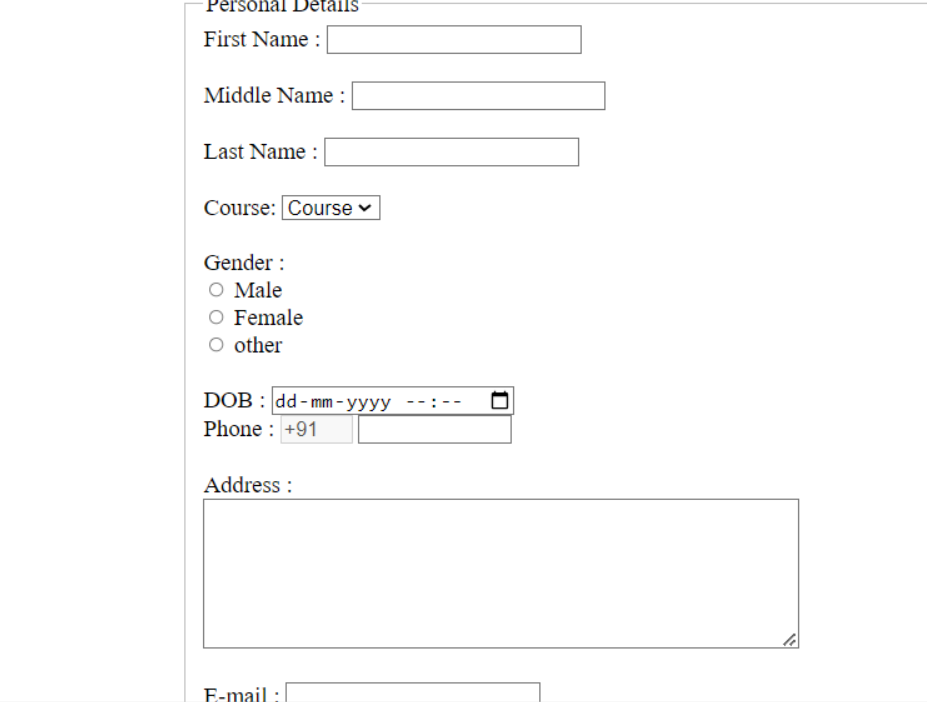 Personal Details
First Name :
Middle Name :
Last Name :
Course: Course
Gender :
Male
Female
other
DOB : dd-mm-yyyy --:--
Phone : +91
Address :
E-mail :